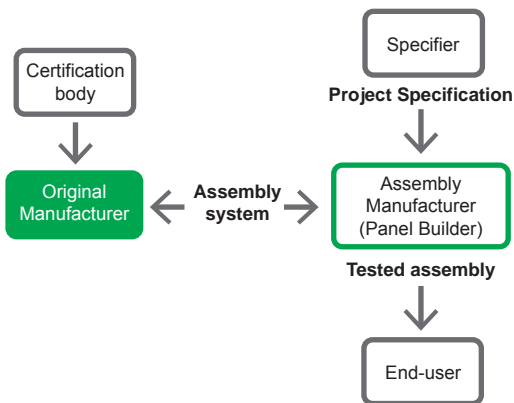 Specifier
Certification
body
Project Specification
Original
Manufacturer
Assembly
system
Assembly
Manufacturer
(Panel Builder)
Tested assembly
End-user